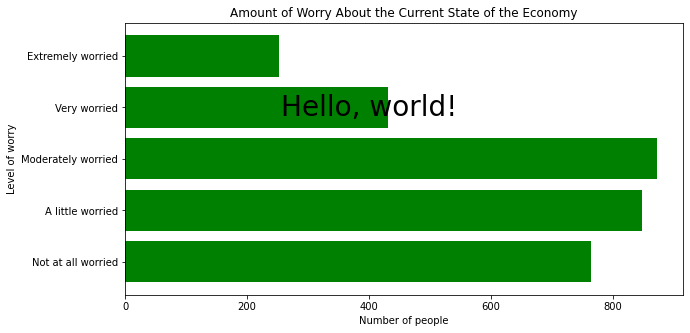 Amount of Worry About the Current State of the Economy
Level of worry
Extremely worried
Very worried
Hello, world!
Moderately worried
A little worried
Not at all worried
0 200 400 600 800
Number of people